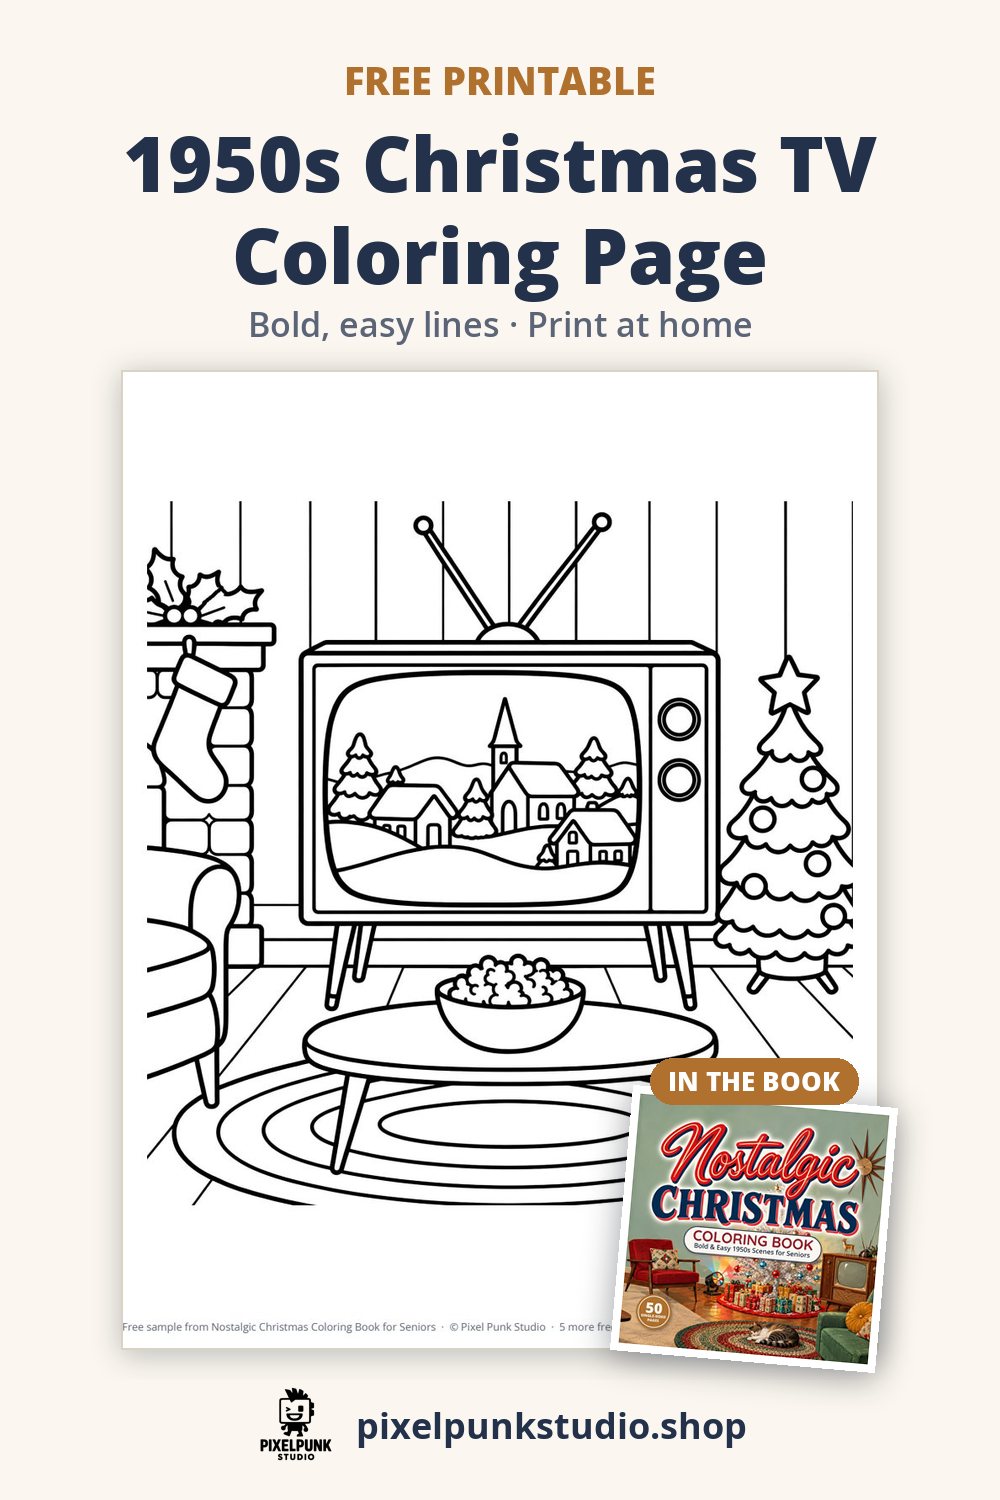 FREE PRINTABLE
1950s Christmas TV
Coloring Page
Bold, easy lines · Print at home
IN THE BOOK
Nostalgic
CHRISTMAS
COLORING BOOK
Bold & Easy 1950s Scenes for Seniors
50
Free sample from Nostalgic Christmas Coloring Book for Seniors · © Pixel Punk Studio · 5 more free
PIXELPUNK
STUDIO
pixelpunkstudio.shop